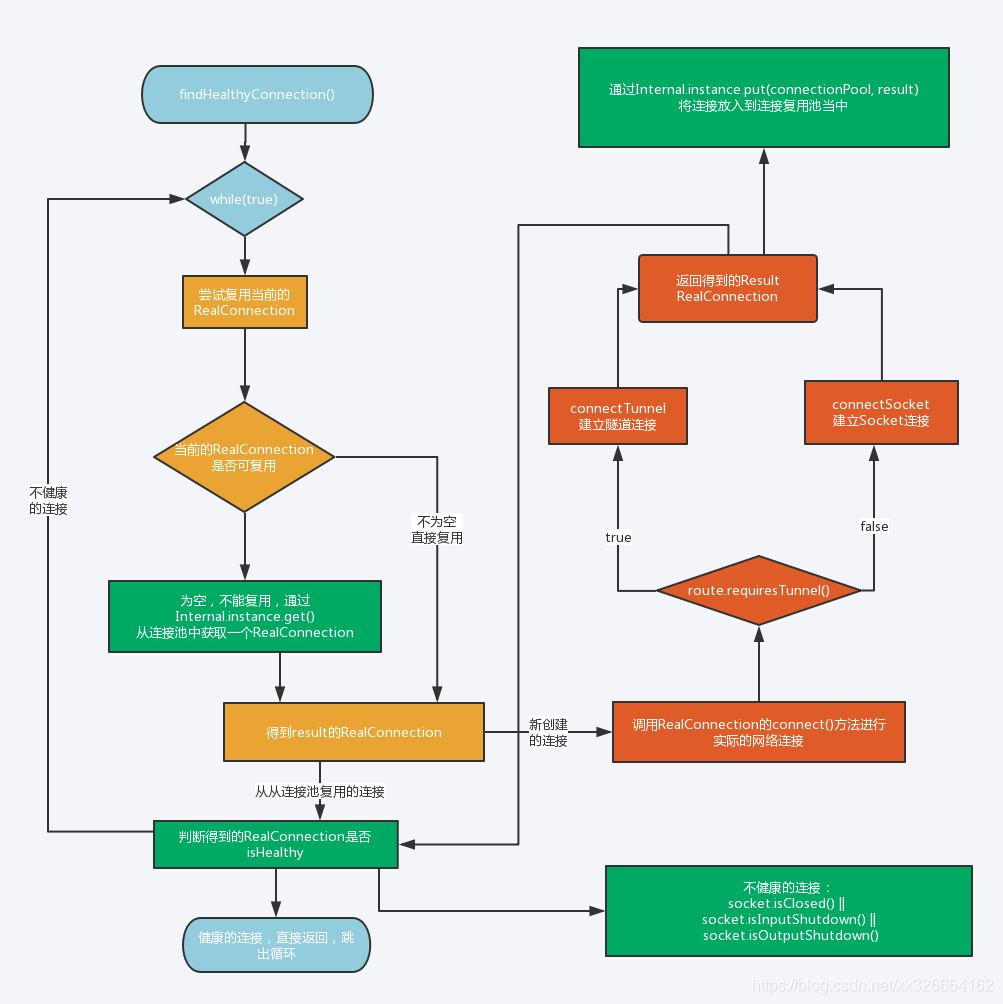 findHealthyConnection()
while(true)
尝试复用当前的
RealConnection
当前的RealConnection
是否可复用
不为空
直接复用
为空，不能复用，通过
Internal.instance.get()
从连接池中获取一个RealConnection
得到result的RealConnection
新创建
的连接
从从连接池复用的连接
判断得到的RealConnection是否
isHealthy
不健康
的连接
健康的连接，直接返回，跳
出循环
不健康的连接：
socket.isClosed() ||
socket.isInputShutdown() ||
socket.isOutputShutdown()
调用RealConnection的connect()方法进行
实际的网络连接
route.requiresTunnel()
true
false
connectTunnel
建立隧道连接
connectSocket
建立Socket连接
返回得到的Result
RealConnection
通过Internal.instance.put(connectionPool, result)
将连接放入到连接复用池当中
https://blog.csdn.net/xx326664162